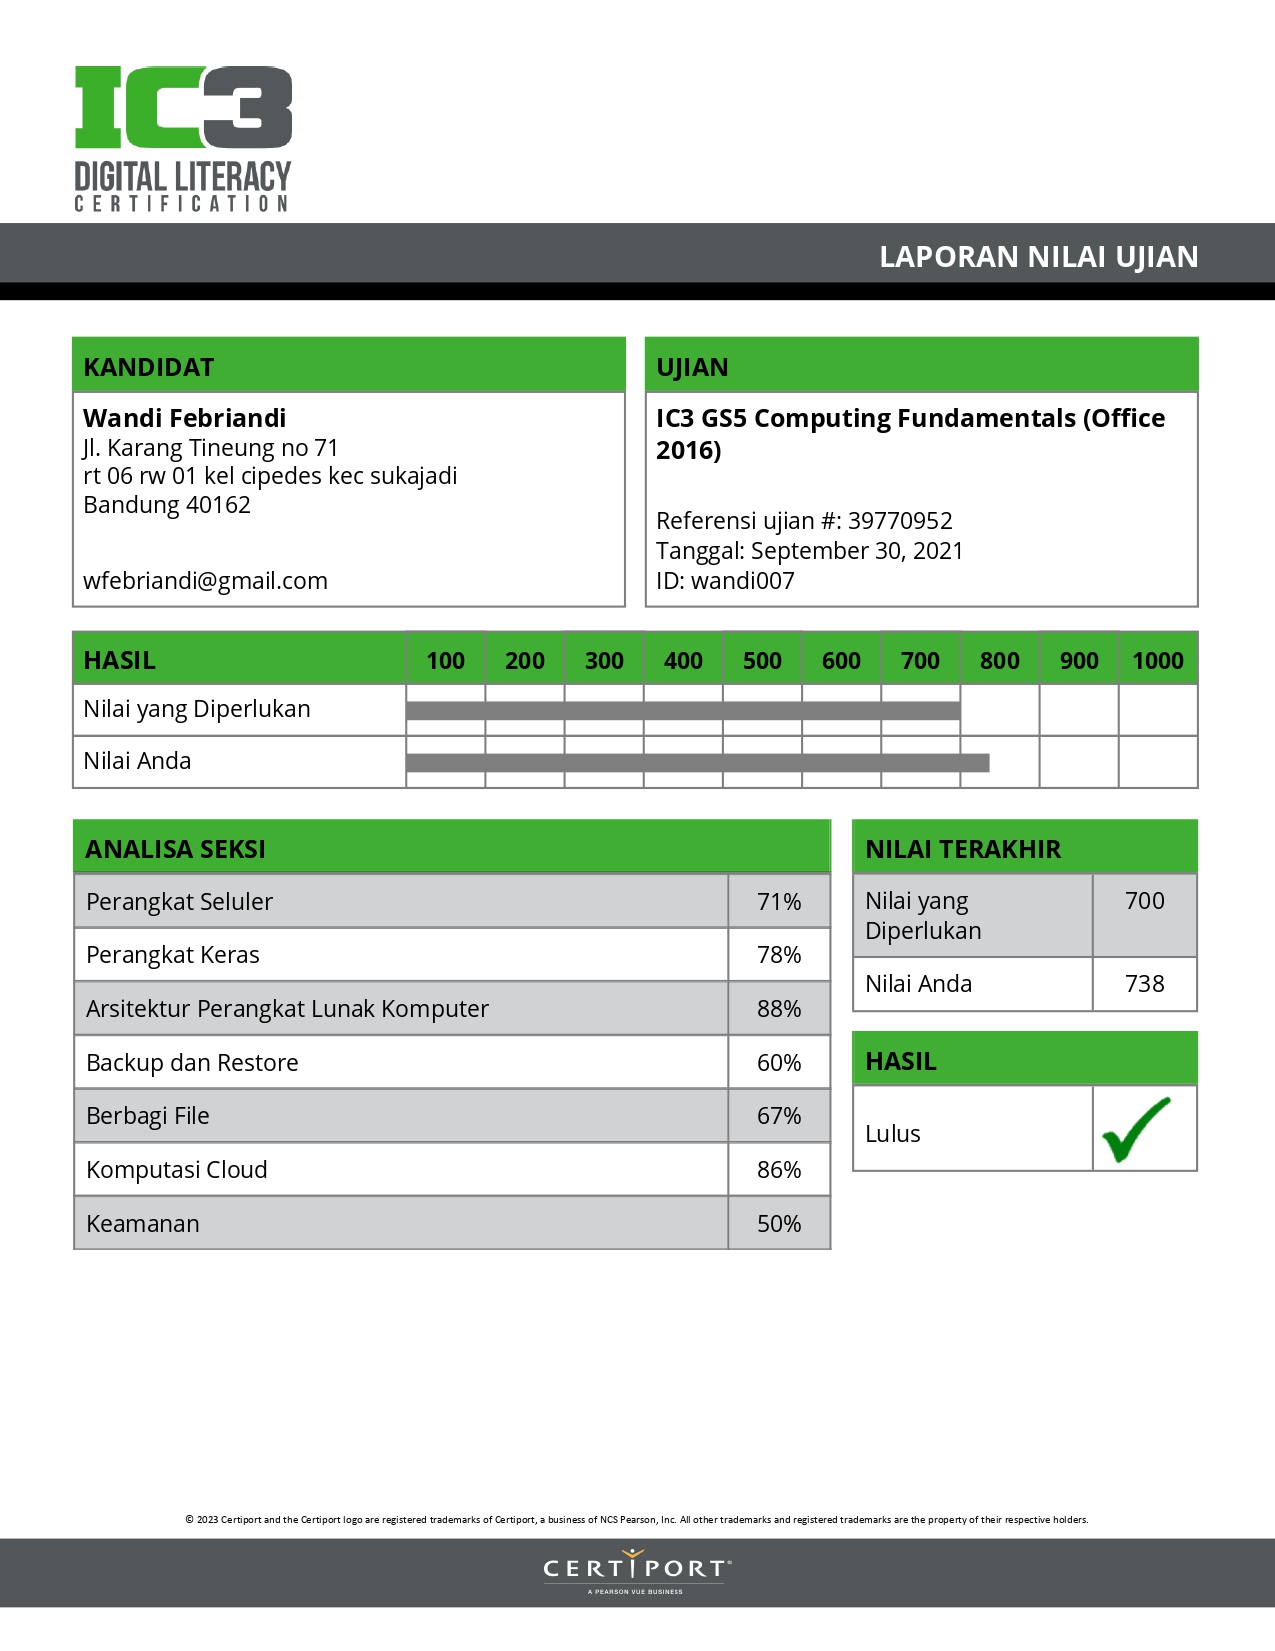 IC3
DIGITAL LITERACY
CERTIFICATION
LAPORAN NILAI UJIAN
KANDIDAT
Wandi Febriandi
Jl. Karang Tineung no 71
rt 06 rw 01 kel cipedes kec sukajadi
Bandung 40162
wfebriandi@gmail.com
UJIAN
IC3 GS5 Computing Fundamentals (Office
2016)
Referensi ujian #: 39770952
Tanggal: September 30, 2021
ID: wandi007
HASIL 100 200 300 400 500 600 700 800 900 1000
Nilai yang Diperlukan
Nilai Anda
ANALISA SEKSI
Perangkat Seluler 71%
Perangkat Keras 78%
Arsitektur Perangkat Lunak Komputer 88%
Backup dan Restore 60%
Berbagi File 67%
Komputasi Cloud 86%
Keamanan 50%
NILAI TERAKHIR
Nilai yang 700
Diperlukan
Nilai Anda 738
HASIL
Lulus
© 2023 Certiport and the Certiport logo are registered trademarks of Certiport, a business of NCS Pearson, Inc. All other trademarks and registered trademarks are the property of their respective holders.
CERTIPORT®
A PEARSON VUE BUSINESS